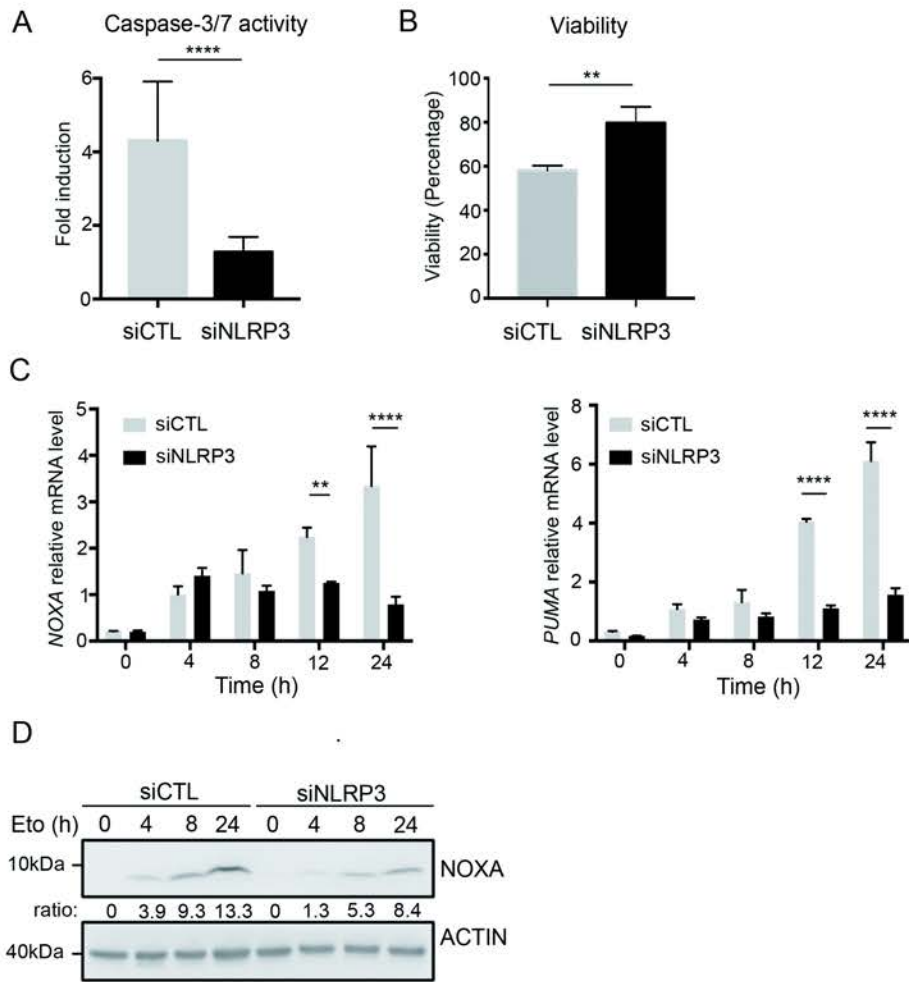 A
Caspase-3/7 activity
****
Fold induction
6
4
2
0
siCTL siNLRP3
B
Viability
**
Viability (Percentage)
100
80
60
40
20
0
siCTL siNLRP3
C
NOXA relative mRNA level
5
4
3
2
1
0
siCTL
siNLRP3
**
****
0 4 8 12 24
Time (h)
PUMA relative mRNA level
8
6
4
2
0
siCTL
siNLRP3
****
****
0 4 8 12 24
Time (h)
D
siCTL siNLRP3
Eto (h) 0 4 8 24 0 4 8 24
10kDa NOXA
ratio: 0 3.9 9.3 13.3 0 1.3 5.3 8.4
40kDa ACTIN